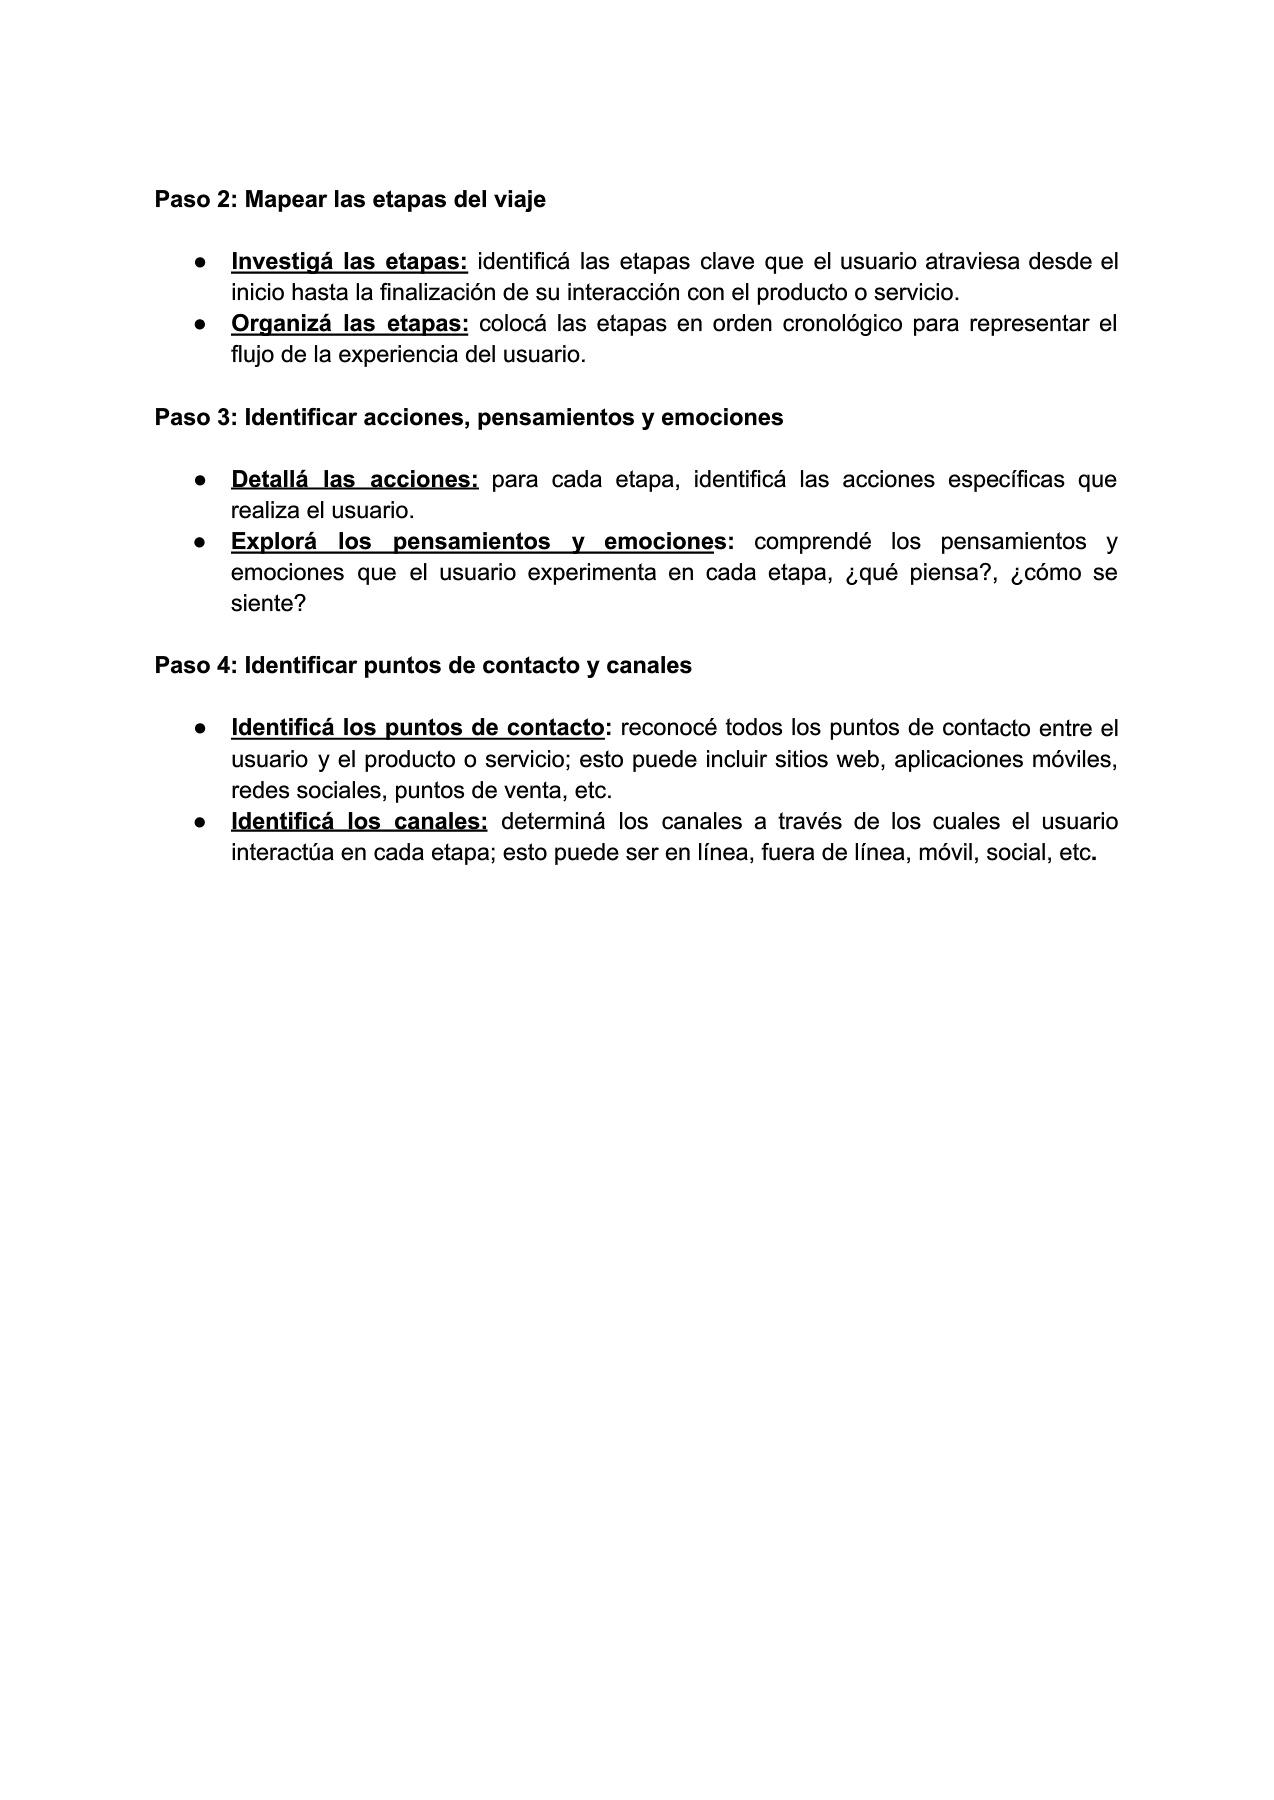 Paso 2: Mapear las etapas del viaje
● Investigá las etapas: identificá las etapas clave que el usuario atraviesa desde el
inicio hasta la finalización de su interacción con el producto o servicio.
● Organizá las etapas: colocá las etapas en orden cronológico para representar el
flujo de la experiencia del usuario.
Paso 3: Identificar acciones, pensamientos y emociones
● Detallá las acciones: para cada etapa, identificá las acciones específicas que
realiza el usuario.
● Explorá los pensamientos y emociones: comprendé los pensamientos y
emociones que el usuario experimenta en cada etapa, ¿qué piensa?, ¿cómo se
siente?
Paso 4: Identificar puntos de contacto y canales
● Identificá los puntos de contacto: reconocé todos los puntos de contacto entre el
usuario y el producto o servicio; esto puede incluir sitios web, aplicaciones móviles,
redes sociales, puntos de venta, etc.
● Identificá los canales: determiná los canales a través de los cuales el usuario
interactúa en cada etapa; esto puede ser en línea, fuera de línea, móvil, social, etc.